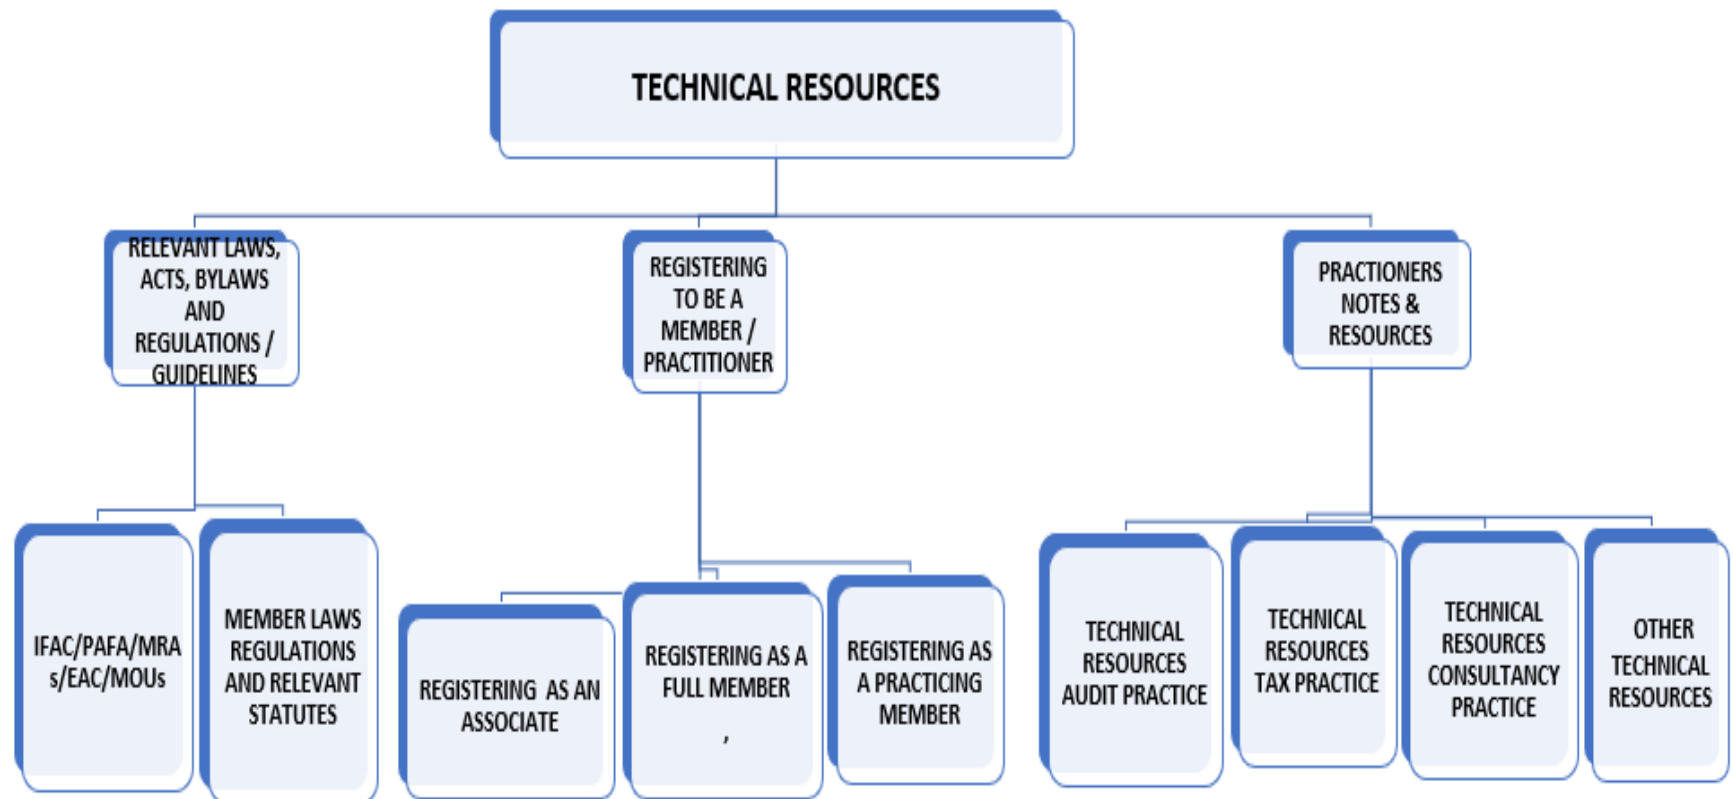 TECHNICAL RESOURCES
RELEVANT LAWS,
ACTS, BYLAWS
AND
REGULATIONS /
GUIDELINES
REGISTERING
TO BE A
MEMBER /
PRACTITIONER
PRACTIONERS
NOTES &
RESOURCES
IFAC/PAFA/MRA
s/EAC/MOUs
MEMBER LAWS
REGULATIONS
AND RELEVANT
STATUTES
REGISTERING AS AN
ASSOCIATE
REGISTERING AS A
FULL MEMBER
,
REGISTERING AS
A PRACTICING
MEMBER
TECHNICAL
RESOURCES
AUDIT PRACTICE
TECHNICAL
RESOURCES
TAX PRACTICE
TECHNICAL
RESOURCES
CONSULTANCY
PRACTICE
OTHER
TECHNICAL
RESOURCES